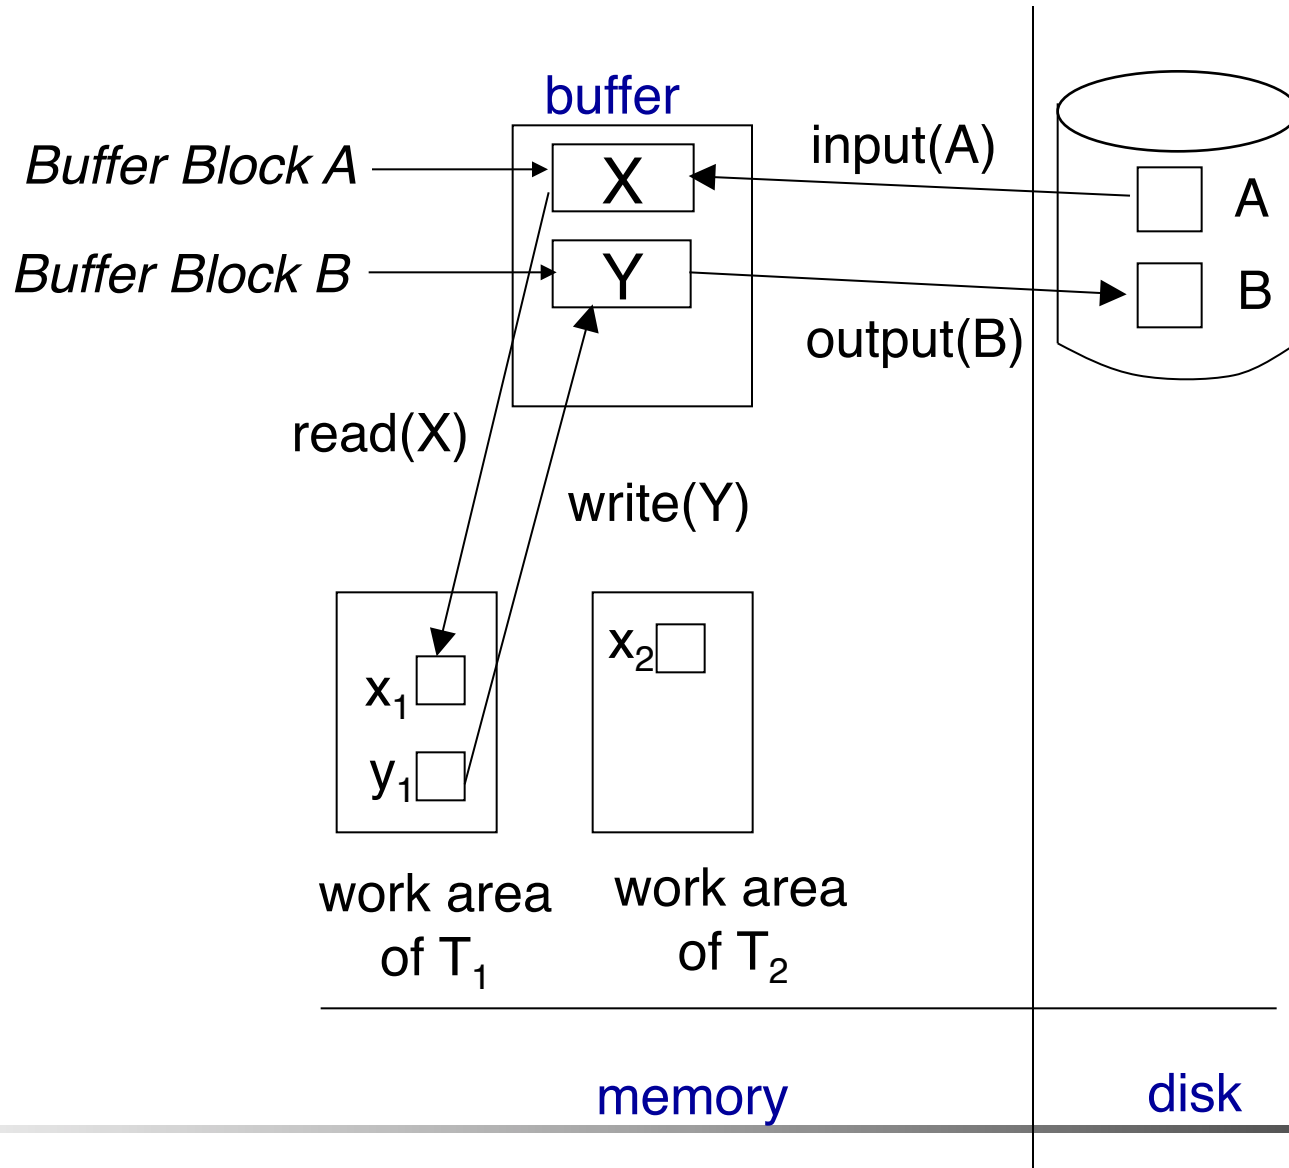 buffer
Buffer Block A
X
input(A)
A
Buffer Block B
Y
B
output(B)
read(X)
write(Y)
x₁
y₁
x₂
work area
of T₁
work area
of T₂
memory
disk